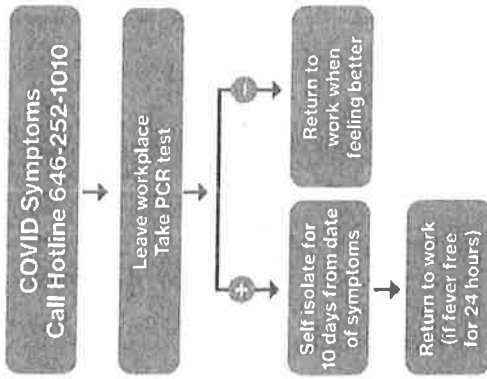 COVID Symptoms
Call Hotline 646-252-1010
Leave workplace
Take PCR test
+
-
Self isolate for
10 days from date
of symptoms
Return to
work when
feeling better
Return to work
(if fever free
for 24 hours)